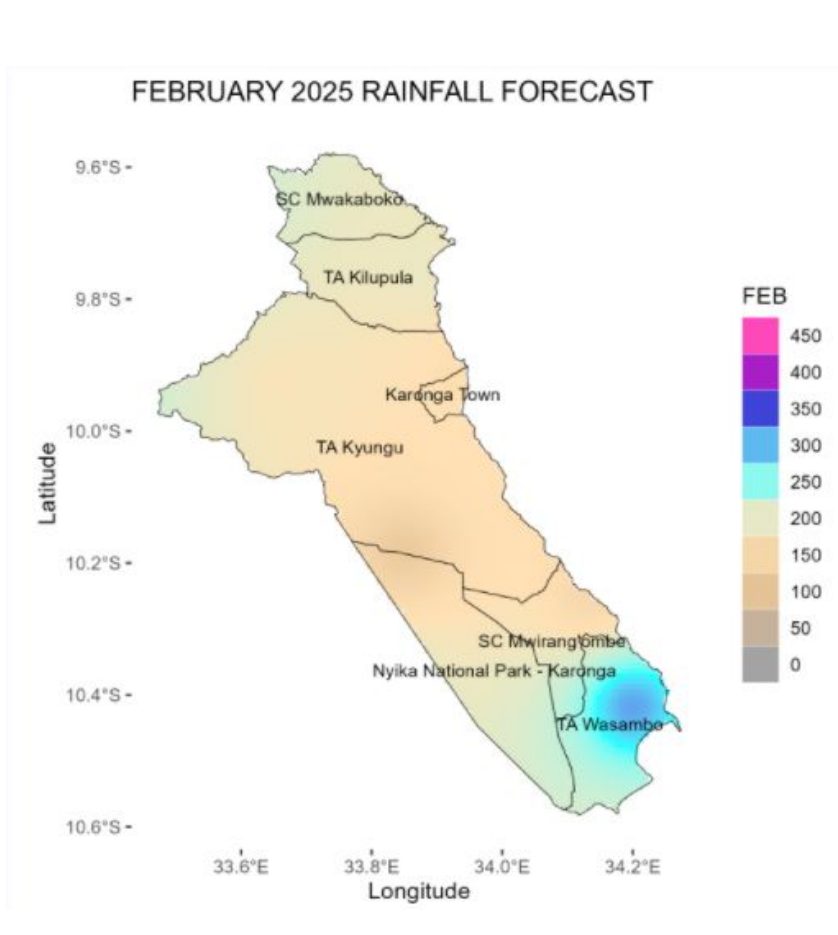 FEBRUARY 2025 RAINFALL FORECAST
9.6°S
SC Mwakaboko
TA Kilupula
9.8°S
FEB
450
400
Karonga Town
350
10.0°S
TA Kyungu
300
Latitude
250
200
150
10.2°S
100
50
SC Mwirang'ombe
0
Nyika National Park - Karonga
10.4°S
TA Wasambo
10.6°S
33.6°E 33.8°E 34.0°E 34.2°E
Longitude